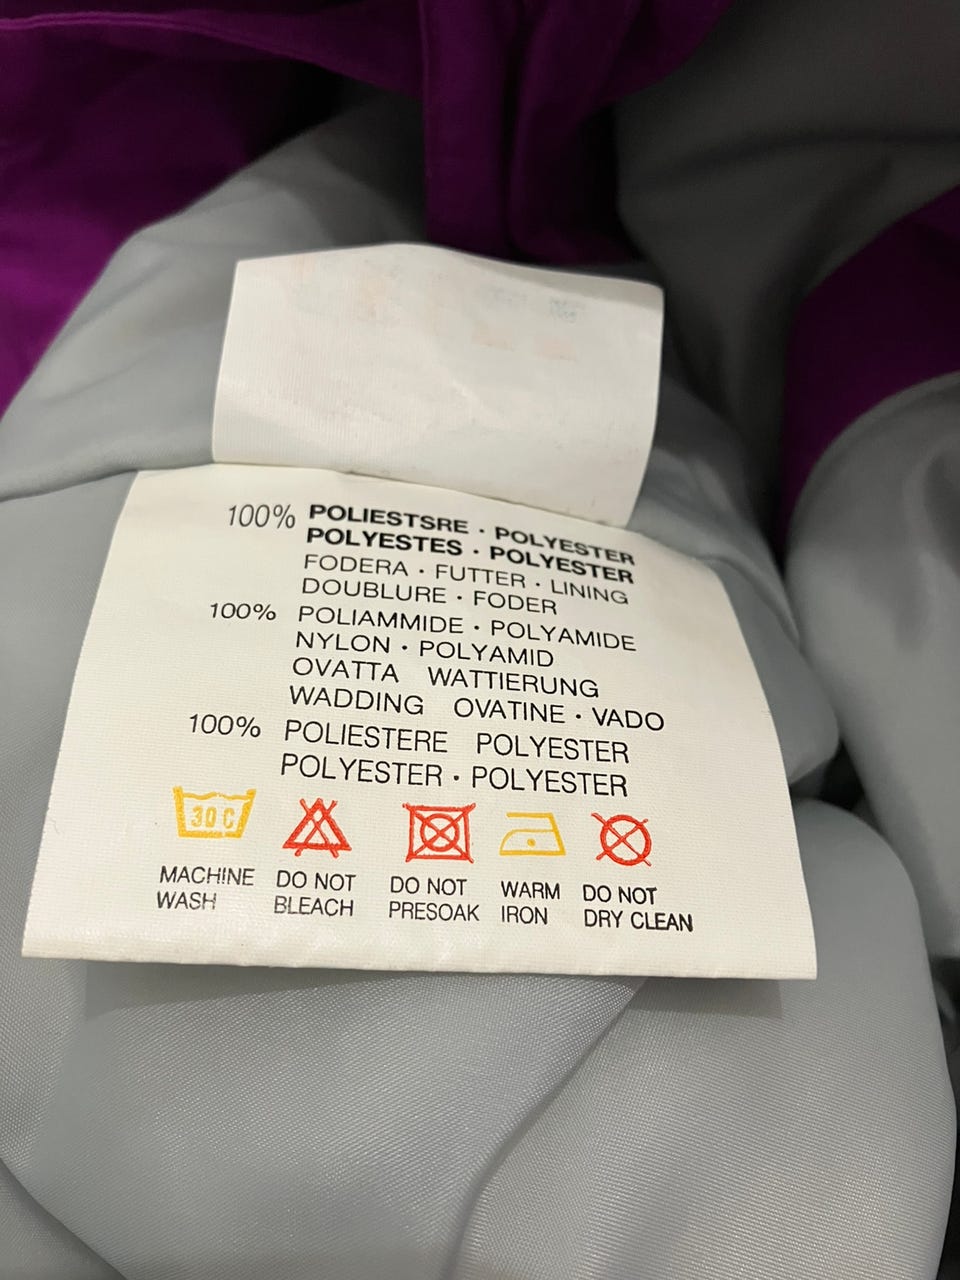 100% POLIESTSRE · POLYESTER
POLYESTES · POLYESTER
FODERA · FUTTER · LINING
DOUBLURE · FODER
100% POLIAMMIDE · POLYAMIDE
NYLON · POLYAMID
OVATTA WATTIERUNG
WADDING OVATINE · VADO
100% POLIESTERE POLYESTER
POLYESTER · POLYESTER
30 C
MACHINE WASH
DO NOT BLEACH
DO NOT PRESOAK
WARM IRON
DO NOT DRY CLEAN